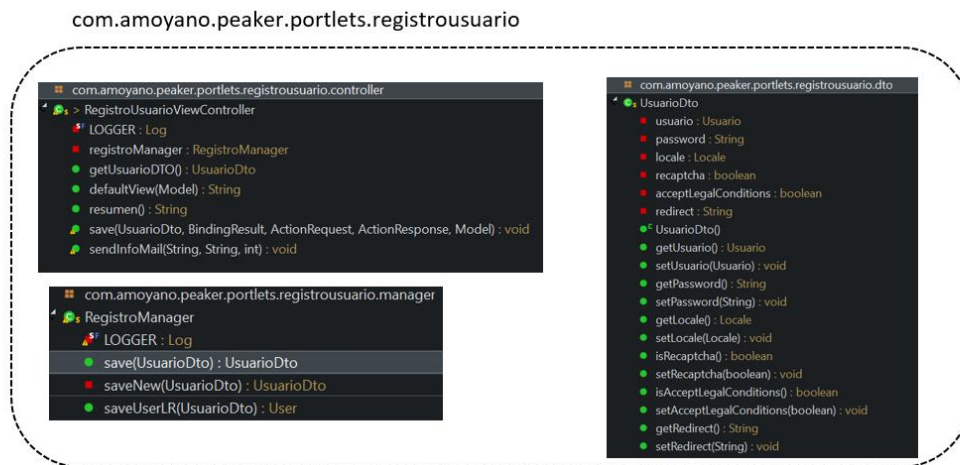 com.amoyano.peaker.portlets.registrousuario
com.amoyano.peaker.portlets.registrousuario.controller
> RegistroUsuarioViewController
LOGGER : Log
registroManager : RegistroManager
getUsuarioDTO() : UsuarioDto
defaultView(Model) : String
resumen() : String
save(UsuarioDto, BindingResult, ActionRequest, ActionResponse, Model) : void
sendInfoMail(String, String, int) : void
com.amoyano.peaker.portlets.registrousuario.manager
RegistroManager
LOGGER : Log
save(UsuarioDto) : UsuarioDto
saveNew(UsuarioDto) : UsuarioDto
saveUserLR(UsuarioDto) : User
com.amoyano.peaker.portlets.registrousuario.dto
UsuarioDto
usuario : Usuario
password : String
locale : Locale
recaptcha : boolean
acceptLegalConditions : boolean
redirect : String
UsuarioDto()
getUsuario() : Usuario
setUsuario(Usuario) : void
getPassword() : String
setPassword(String) : void
getLocale() : Locale
setLocale(Locale) : void
isRecaptcha() : boolean
setRecaptcha(boolean) : void
isAcceptLegalConditions() : boolean
setAcceptLegalConditions(boolean) : void
getRedirect() : String
setRedirect(String) : void